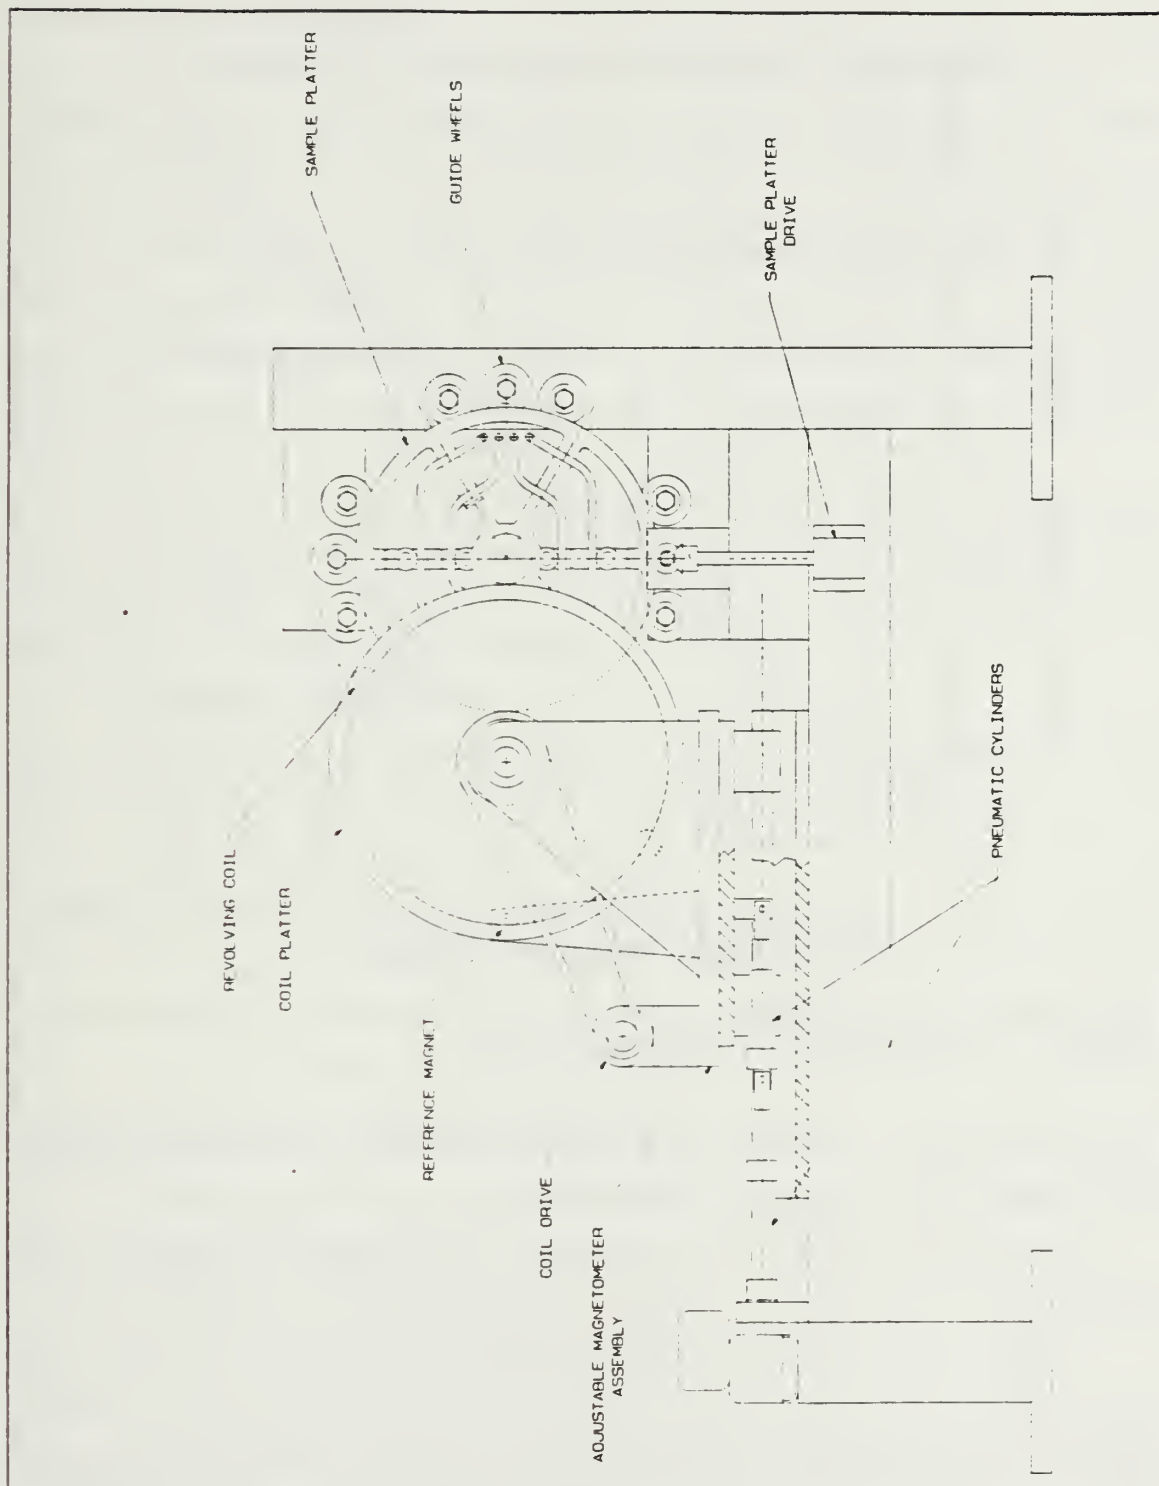 SAMPLE PLATTER
GUIDE WHEELS
SAMPLE PLATTER
DRIVE
REVOLVING COIL
COIL PLATTER
REFERENCE MAGNET
COIL DRIVE
ADJUSTABLE MAGNETOMETER
ASSEMBLY
PNEUMATIC CYLINDERS